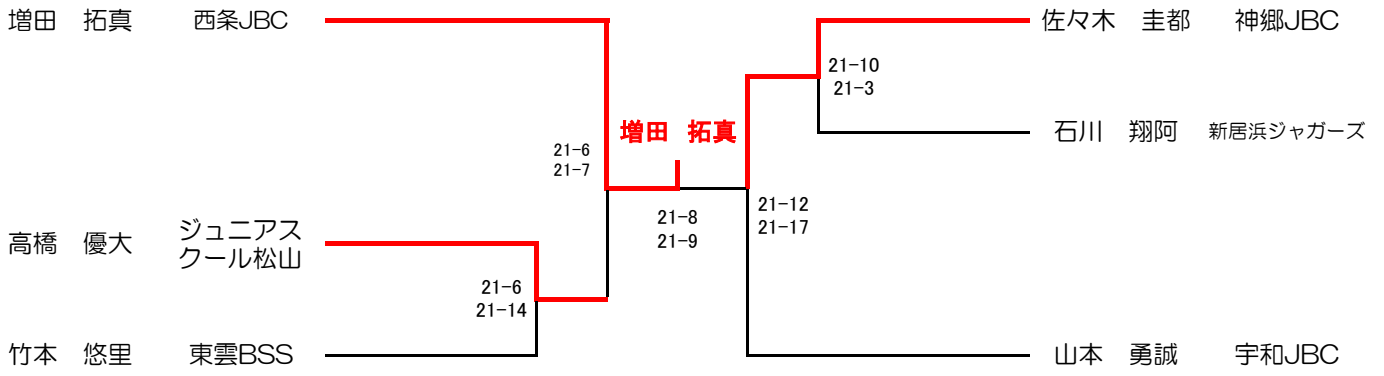 増田 拓真 西条JBC
佐々木 圭都 神郷JBC
21-10
21-3
増田 拓真
石川 翔阿 新居浜ジャガーズ
21-6
21-7
21-8
21-9
21-12
21-17
高橋 優大 ジュニアス
クール松山
21-6
21-14
竹本 悠里 東雲BSS
山本 勇誠 宇和JBC